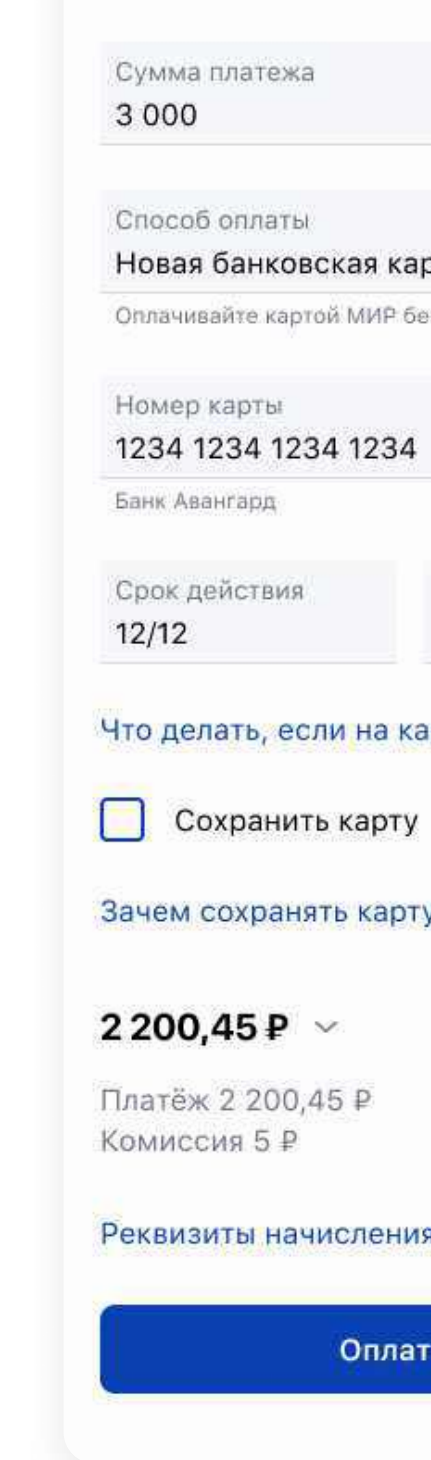 Сумма платежа
3 000
Способ оплаты
Новая банковская кар
Оплачивайте картой МИР бе
Номер карты
1234 1234 1234 1234
Банк Авангард
Срок действия
12/12
Что делать, если на ка
Сохранить карту
Зачем сохранять карту
2 200,45 ₽
Платёж 2 200,45 ₽
Комиссия 5 ₽
Реквизиты начисления
Оплат